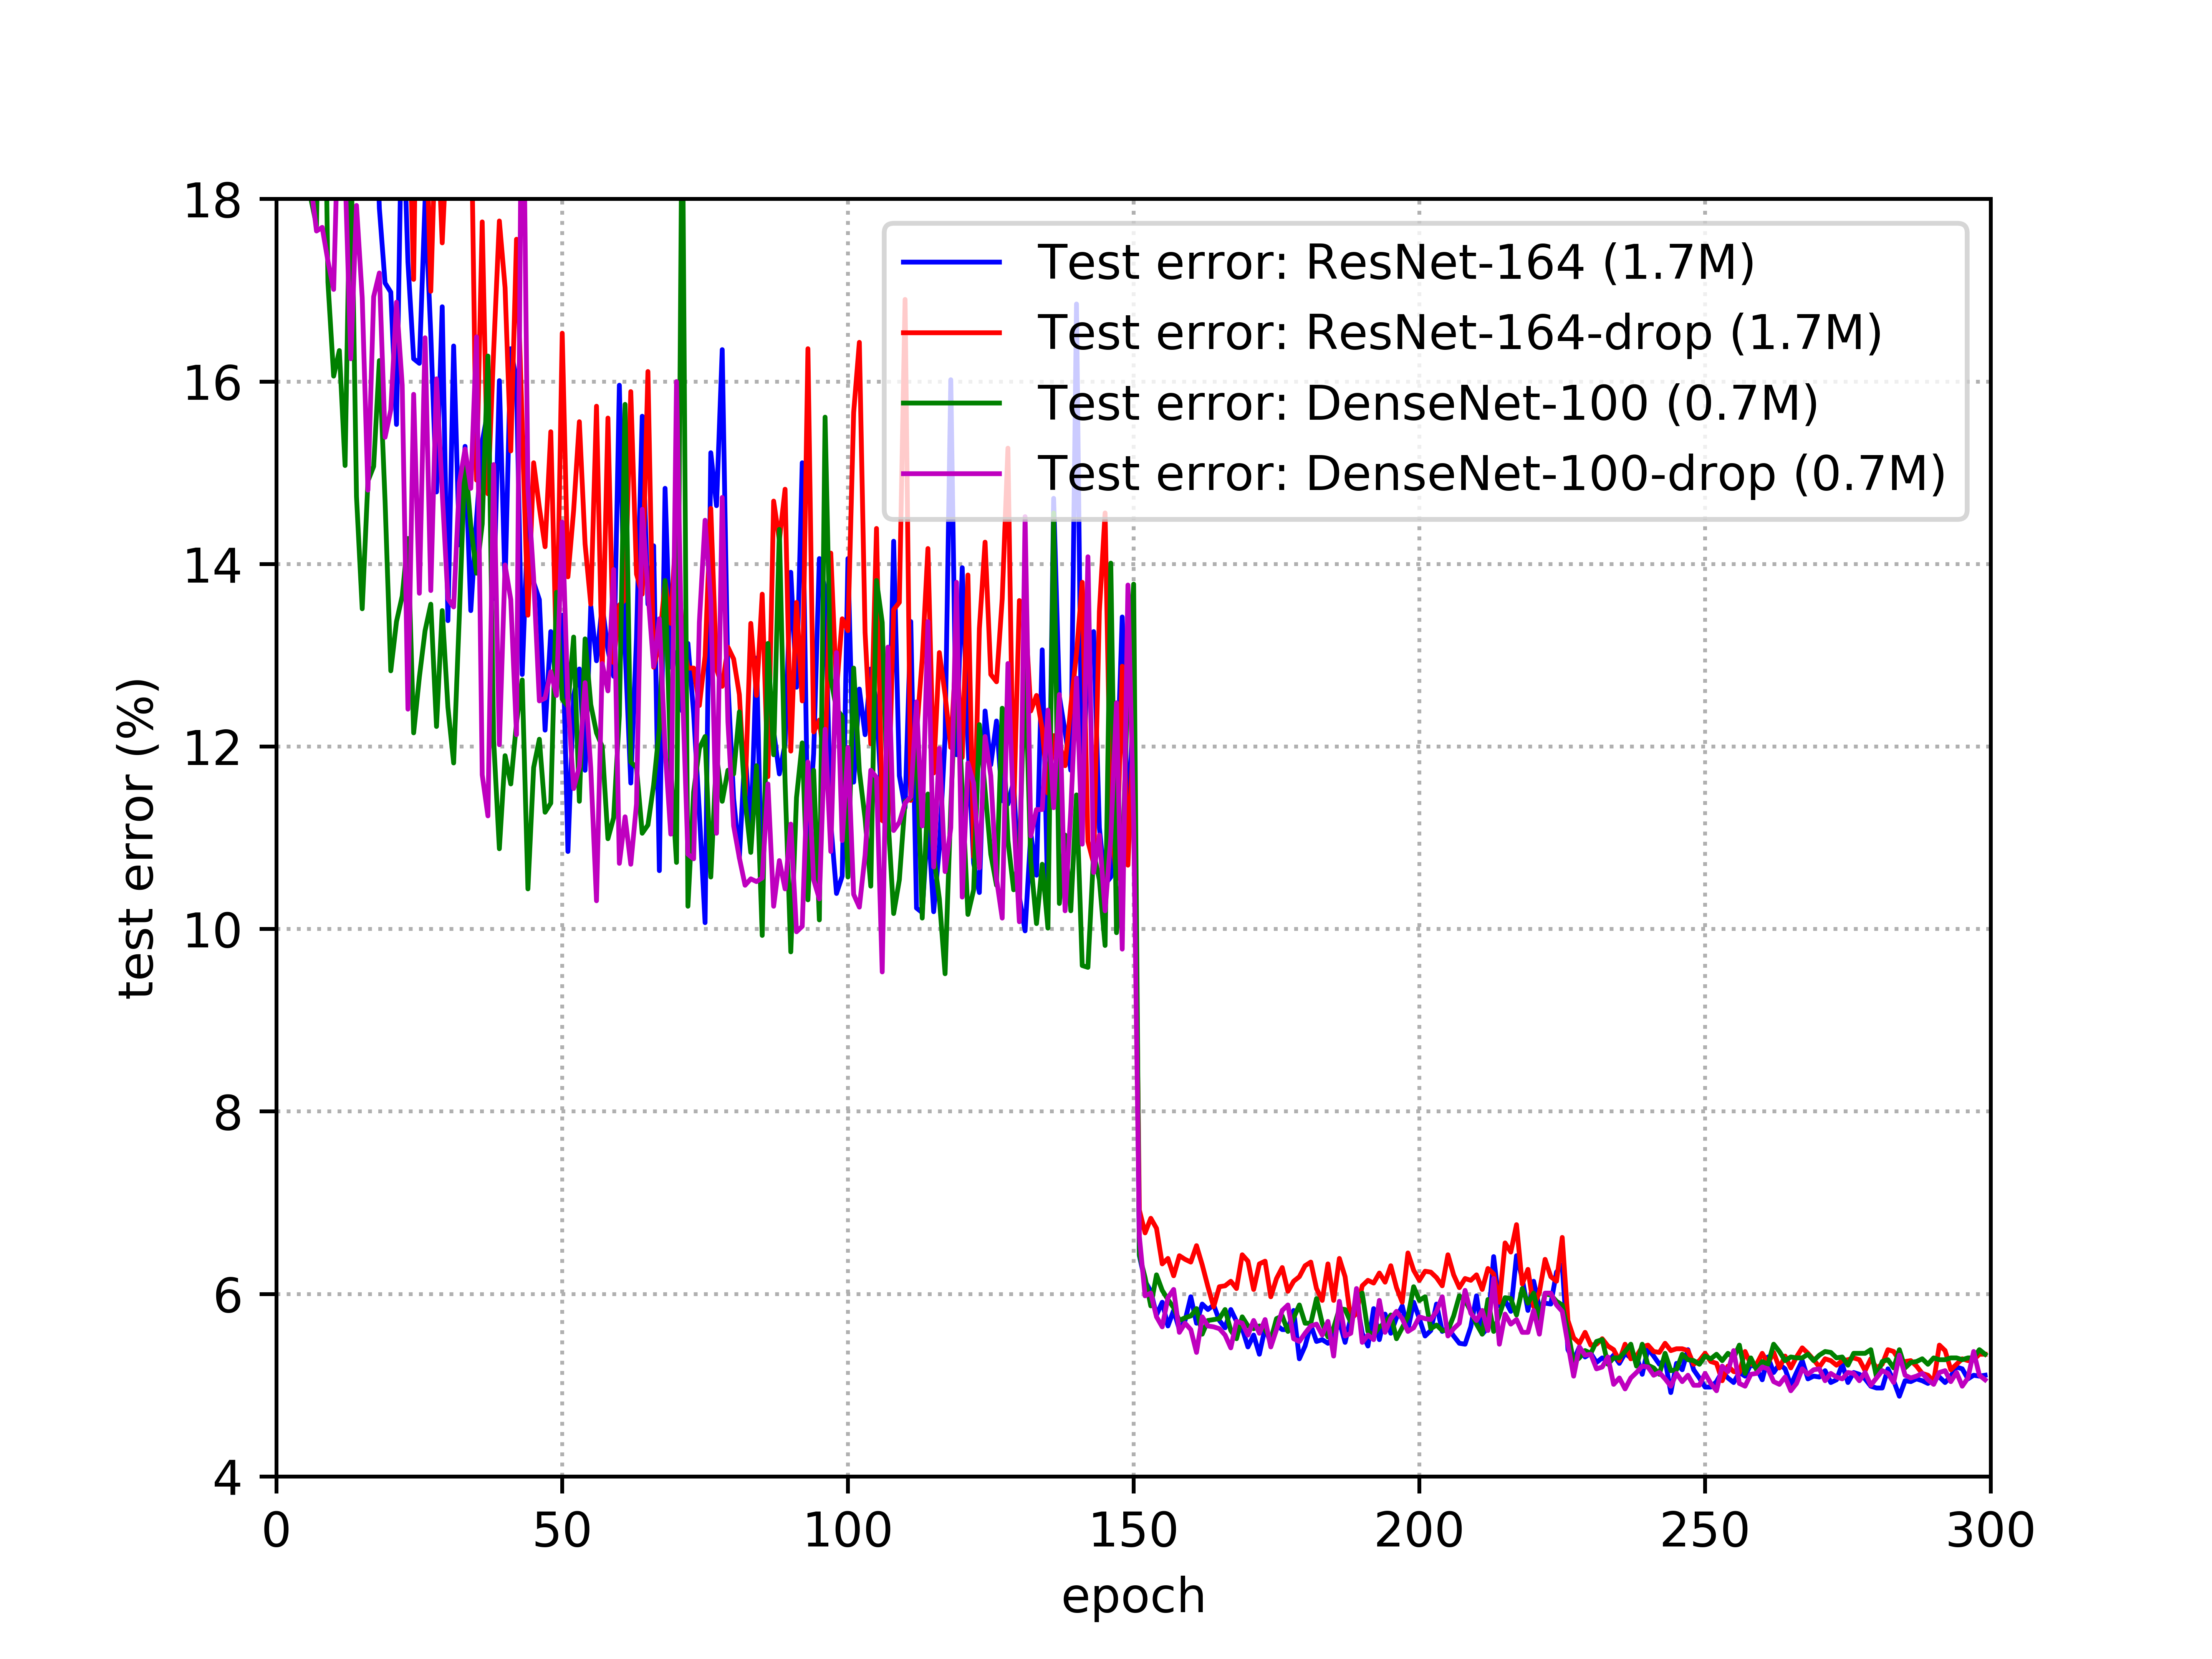 18
16
14
12
10
8
6
4
test error (%)
Test error: ResNet-164 (1.7M)
Test error: ResNet-164-drop (1.7M)
Test error: DenseNet-100 (0.7M)
Test error: DenseNet-100-drop (0.7M)
0 50 100 150 200 250 300
epoch